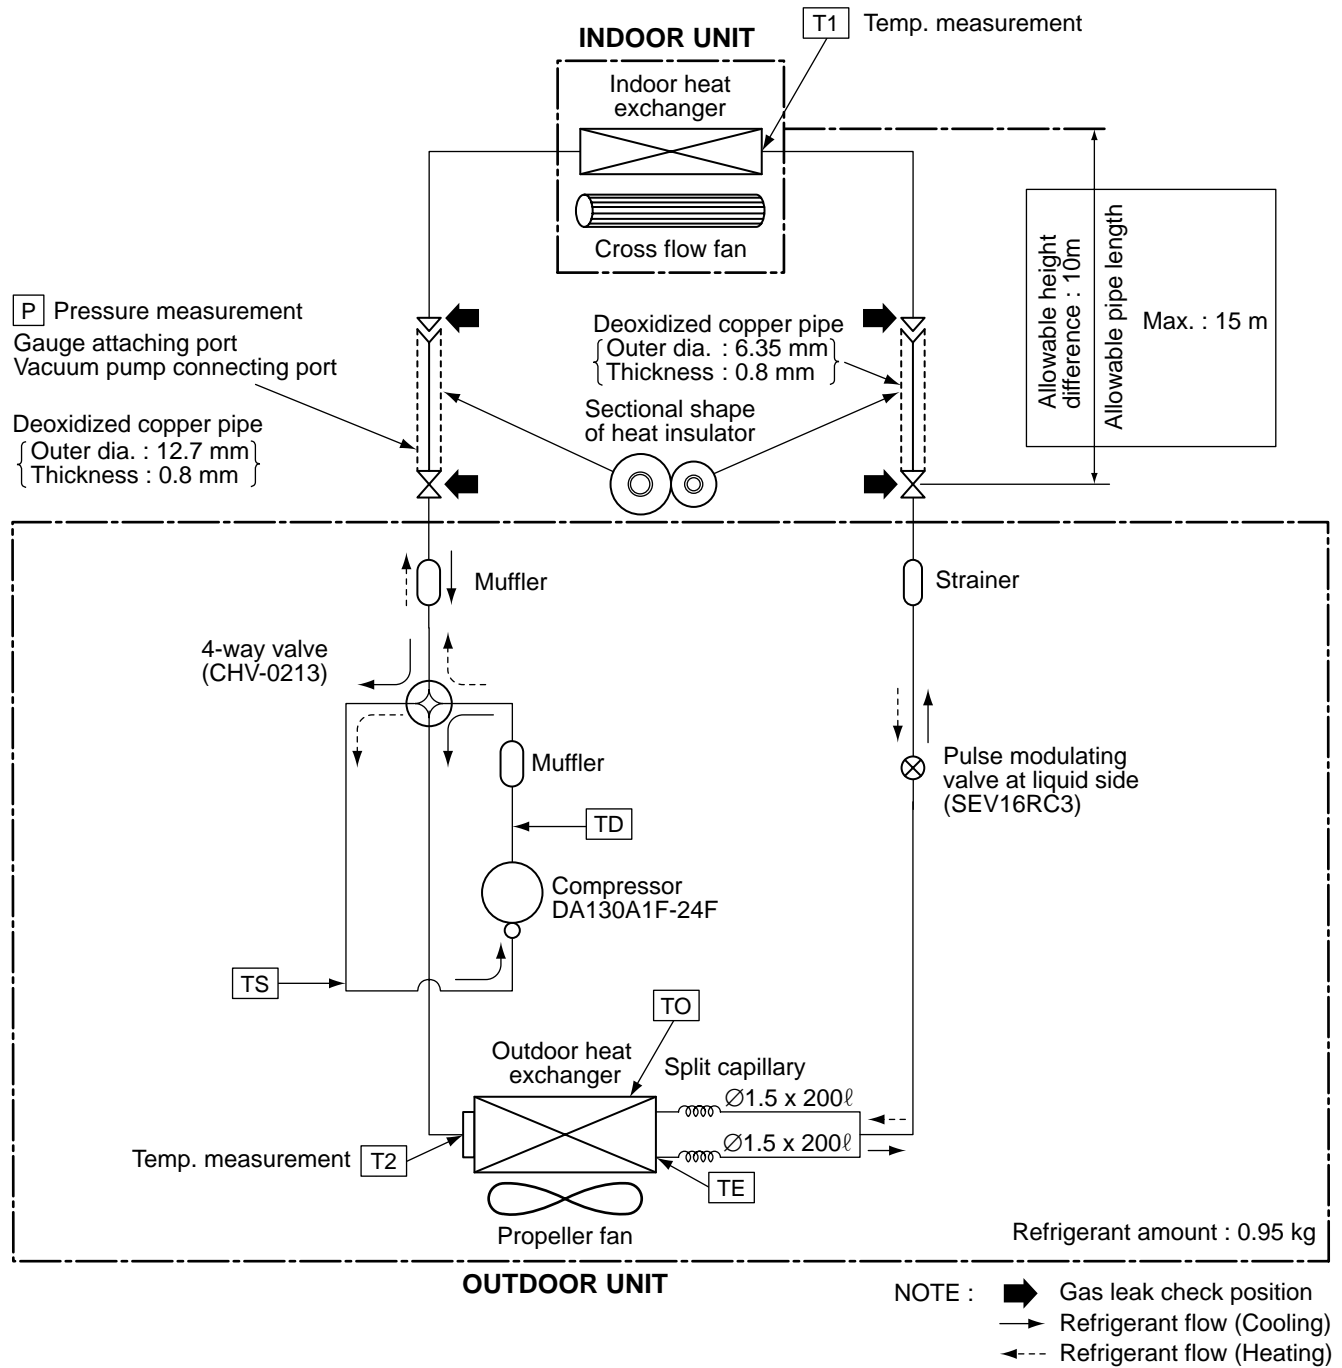 T1 Temp. measurement
INDOOR UNIT
Indoor heat
exchanger
Cross flow fan
P Pressure measurement
Gauge attaching port
Vacuum pump connecting port
Deoxidized copper pipe
Outer dia. : 12.7 mm
Thickness : 0.8 mm
Deoxidized copper pipe
Outer dia. : 6.35 mm
Thickness : 0.8 mm
Sectional shape
of heat insulator
Allowable height
difference : 10m
Allowable pipe length
Max. : 15 m
Muffler
Strainer
4-way valve
(CHV-0213)
Muffler
Pulse modulating
valve at liquid side
(SEV16RC3)
TD
Compressor
DA130A1F-24F
TS
TO
Outdoor heat
exchanger
Split capillary
Ø1.5 x 200ℓ
Ø1.5 x 200ℓ
Temp. measurement T2
TE
Propeller fan
Refrigerant amount : 0.95 kg
OUTDOOR UNIT
NOTE : Gas leak check position
Refrigerant flow (Cooling)
Refrigerant flow (Heating)